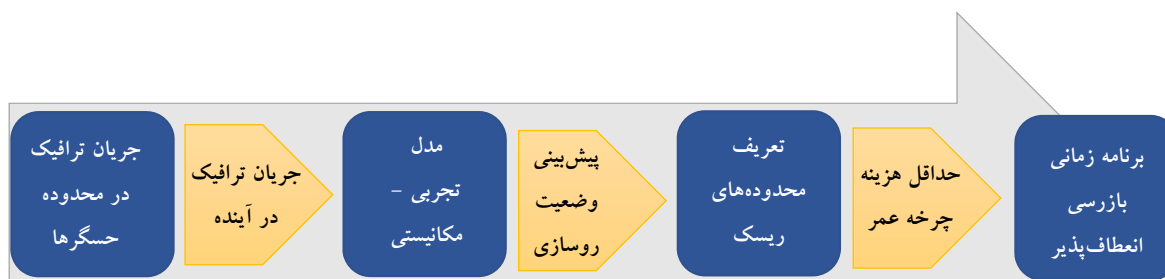 جریان ترافیک
در محدوده
حسگرها
جریان ترافیک
در آینده
مدل
تجربی –
مکانیستی
پیش‌بینی
وضعیت
روسازی
تعریف
محدوده‌های
ریسک
حداقل هزینه
چرخه عمر
برنامه زمانی
بازرسی
انعطاف‌پذیر